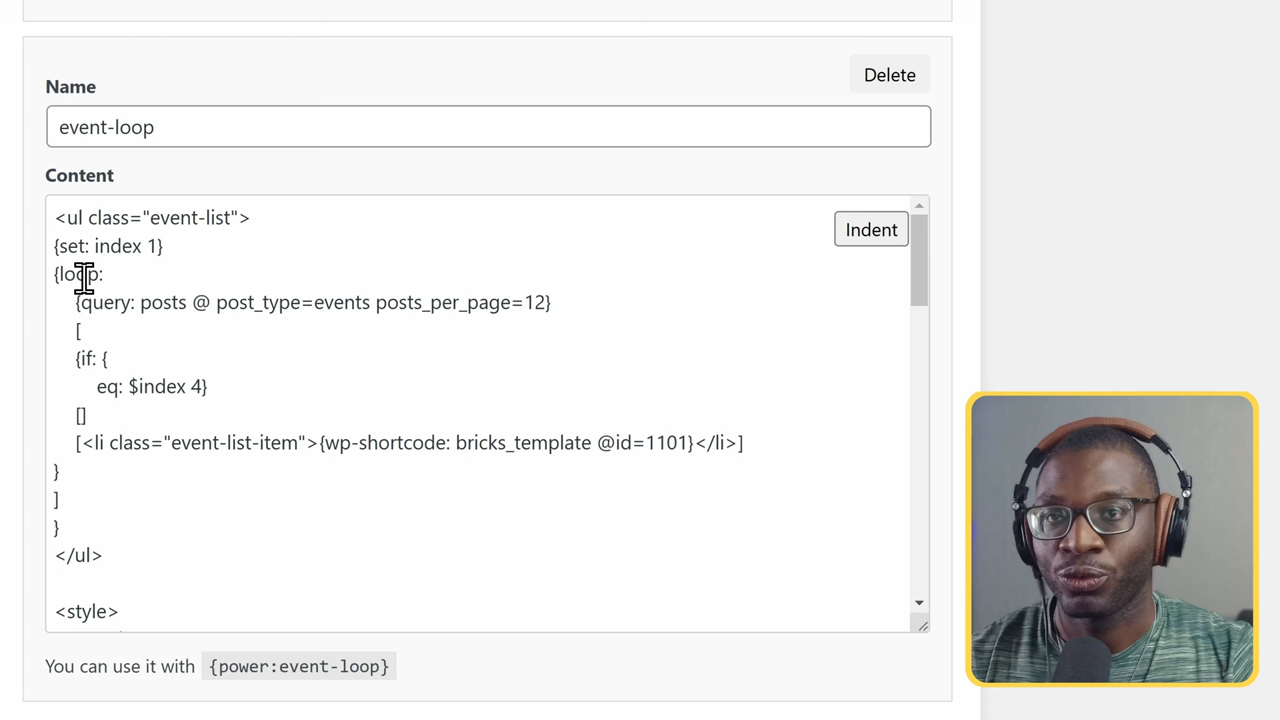 Delete
Name
event-loop
Content
<ul class="event-list">
Indent
{set: index 1}
{loop:
{query: posts @ post_type=events posts_per_page=12}
[
{if: {
eq: $index 4}
[]
[<li class="event-list-item">{wp-shortcode: bricks_template @id=1101}</li>]
}
]
}
</ul>
<style>
You can use it with {power:event-loop}